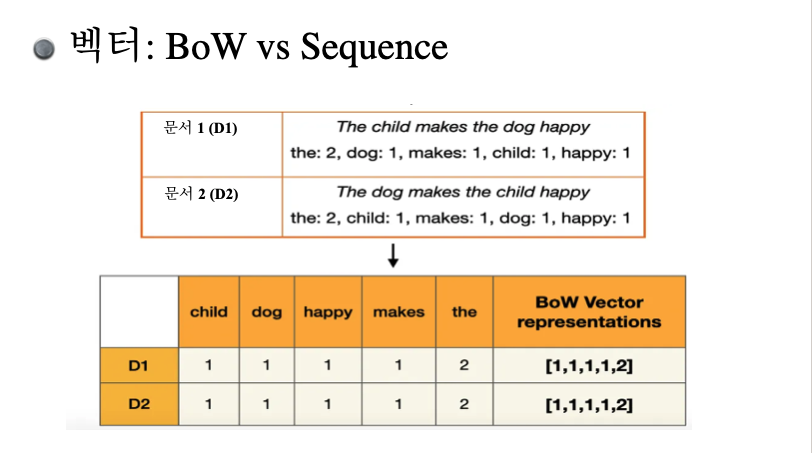 벡터: BoW vs Sequence
문서 1 (D1)
The child makes the dog happy
the: 2, dog: 1, makes: 1, child: 1, happy: 1
문서 2 (D2)
The dog makes the child happy
the: 2, child: 1, makes: 1, dog: 1, happy: 1
child dog happy makes the BoW Vector representations
D1 1 1 1 1 2 [1,1,1,1,2]
D2 1 1 1 1 2 [1,1,1,1,2]